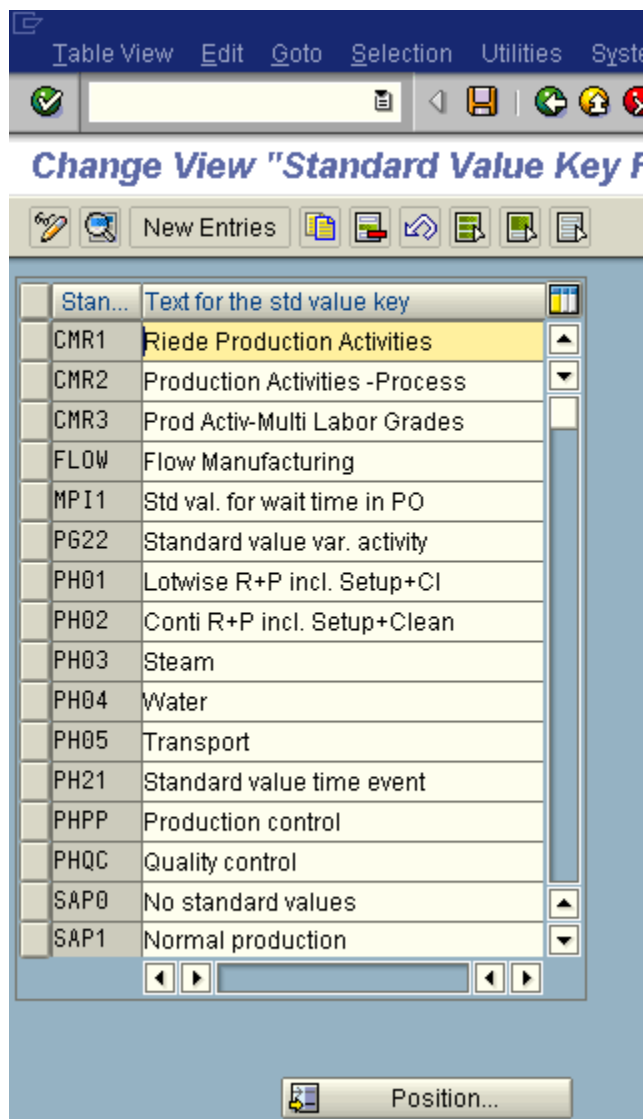 Table View Edit Goto Selection Utilities Syste
Change View "Standard Value Key F
New Entries
Stan... Text for the std value key
CMR1 Riede Production Activities
CMR2 Production Activities -Process
CMR3 Prod Activ-Multi Labor Grades
FLOW Flow Manufacturing
MPI1 Std val. for wait time in PO
PG22 Standard value var. activity
PH01 Lotwise R+P incl. Setup+Cl
PH02 Conti R+P incl. Setup+Clean
PH03 Steam
PH04 Water
PH05 Transport
PH21 Standard value time event
PHPP Production control
PHQC Quality control
SAP0 No standard values
SAP1 Normal production
Position...